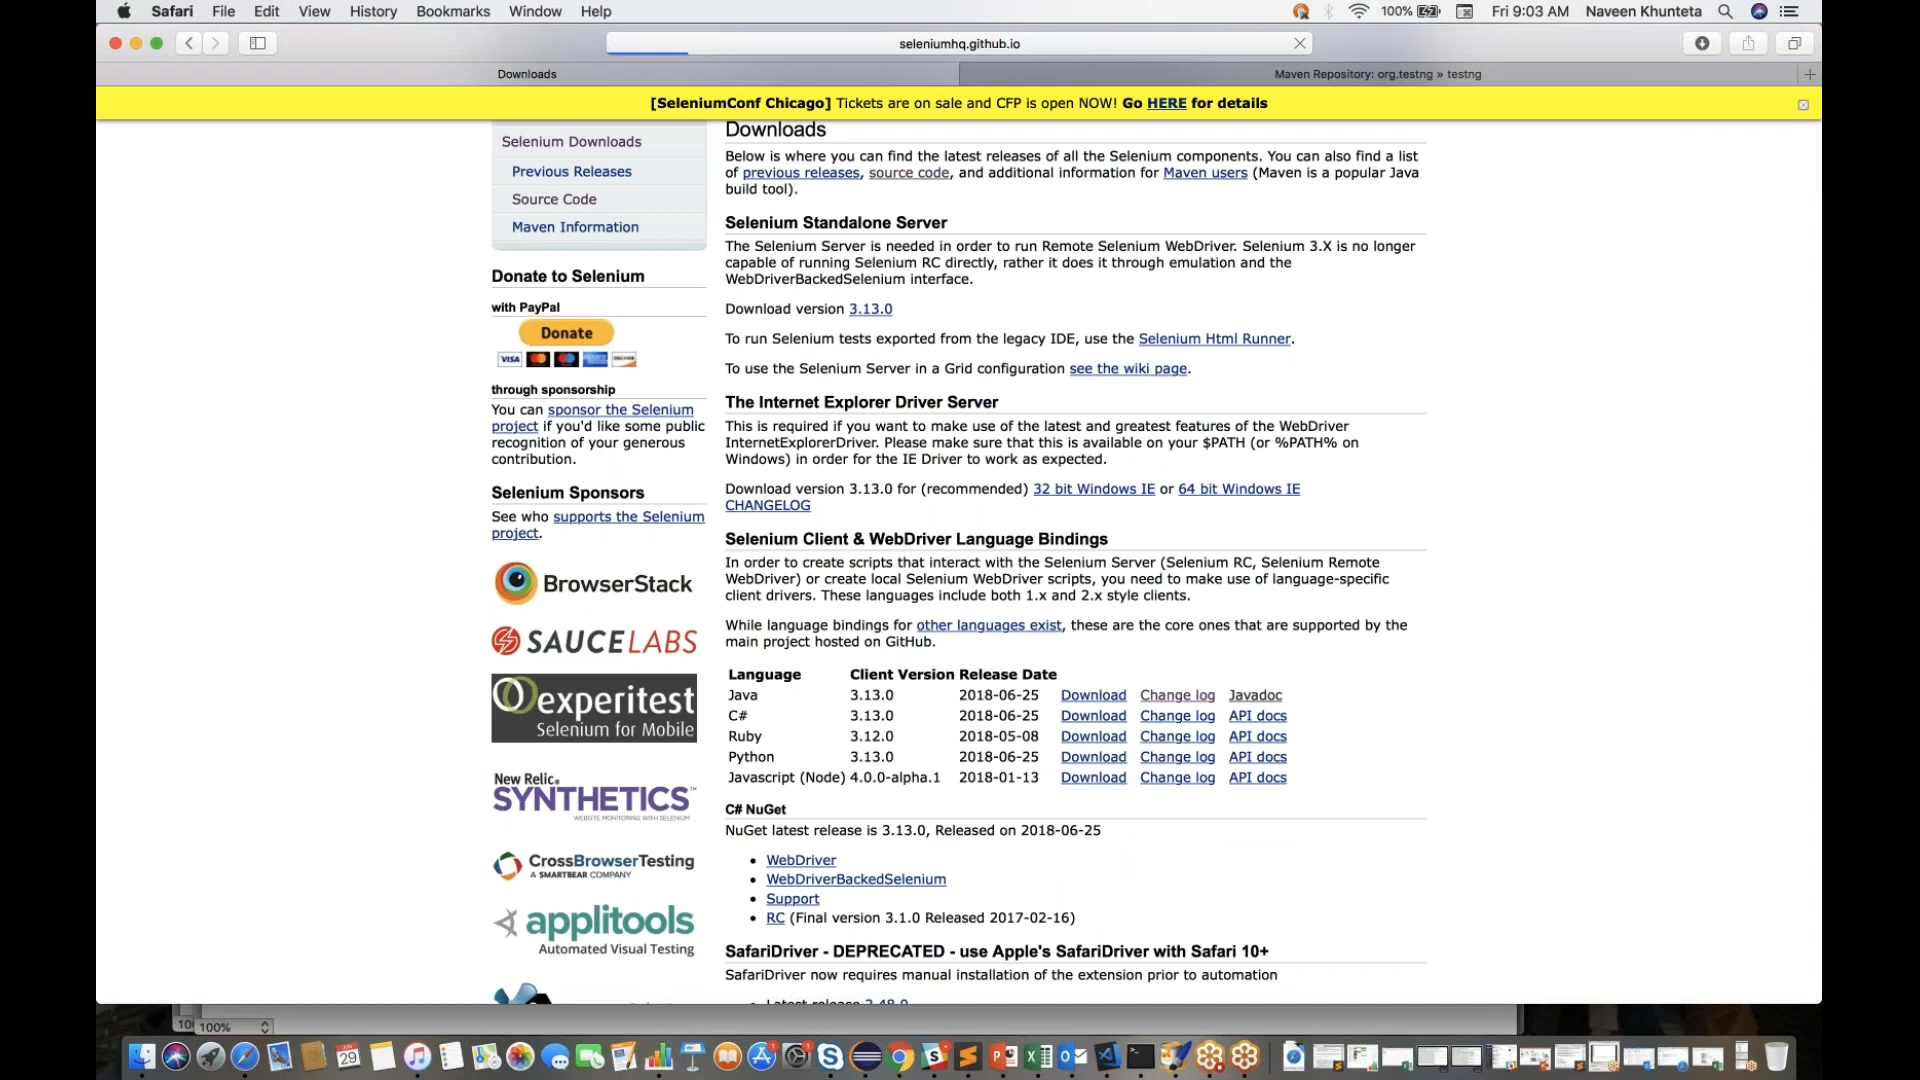 Safari File Edit View History Bookmarks Window Help
100% Fri 9:03 AM Naveen Khunteta
seleniumhq.github.io
Downloads
Maven Repository: org.testng » testng
[SeleniumConf Chicago] Tickets are on sale and CFP is open NOW! Go HERE for details
Selenium Downloads
Previous Releases
Source Code
Maven Information
Donate to Selenium
with PayPal
Donate
VISA
DISCOVER
through sponsorship
You can sponsor the Selenium
project if you'd like some public
recognition of your generous
contribution.
Selenium Sponsors
See who supports the Selenium
project.
BrowserStack
SAUCELABS
experitest
Selenium for Mobile
New Relic.
SYNTHETICS™
WEBSITE MONITORING WITH SELENIUM
CrossBrowserTesting
A SMARTBEAR COMPANY
applitools
Automated Visual Testing
Downloads
Below is where you can find the latest releases of all the Selenium components. You can also find a list
of previous releases, source code, and additional information for Maven users (Maven is a popular Java
build tool).
Selenium Standalone Server
The Selenium Server is needed in order to run Remote Selenium WebDriver. Selenium 3.X is no longer
capable of running Selenium RC directly, rather it does it through emulation and the
WebDriverBackedSelenium interface.
Download version 3.13.0
To run Selenium tests exported from the legacy IDE, use the Selenium Html Runner.
To use the Selenium Server in a Grid configuration see the wiki page.
The Internet Explorer Driver Server
This is required if you want to make use of the latest and greatest features of the WebDriver
InternetExplorerDriver. Please make sure that this is available on your $PATH (or %PATH% on
Windows) in order for the IE Driver to work as expected.
Download version 3.13.0 for (recommended) 32 bit Windows IE or 64 bit Windows IE
CHANGELOG
Selenium Client & WebDriver Language Bindings
In order to create scripts that interact with the Selenium Server (Selenium RC, Selenium Remote
WebDriver) or create local Selenium WebDriver scripts, you need to make use of language-specific
client drivers. These languages include both 1.x and 2.x style clients.
While language bindings for other languages exist, these are the core ones that are supported by the
main project hosted on GitHub.
Language Client Version Release Date
Java 3.13.0 2018-06-25 Download Change log Javadoc
C# 3.13.0 2018-06-25 Download Change log API docs
Ruby 3.12.0 2018-05-08 Download Change log API docs
Python 3.13.0 2018-06-25 Download Change log API docs
Javascript (Node) 4.0.0-alpha.1 2018-01-13 Download Change log API docs
C# NuGet
NuGet latest release is 3.13.0, Released on 2018-06-25
• WebDriver
• WebDriverBackedSelenium
• Support
• RC (Final version 3.1.0 Released 2017-02-16)
SafariDriver - DEPRECATED - use Apple's SafariDriver with Safari 10+
SafariDriver now requires manual installation of the extension prior to automation
• Latest release 2.48.0
100%
29